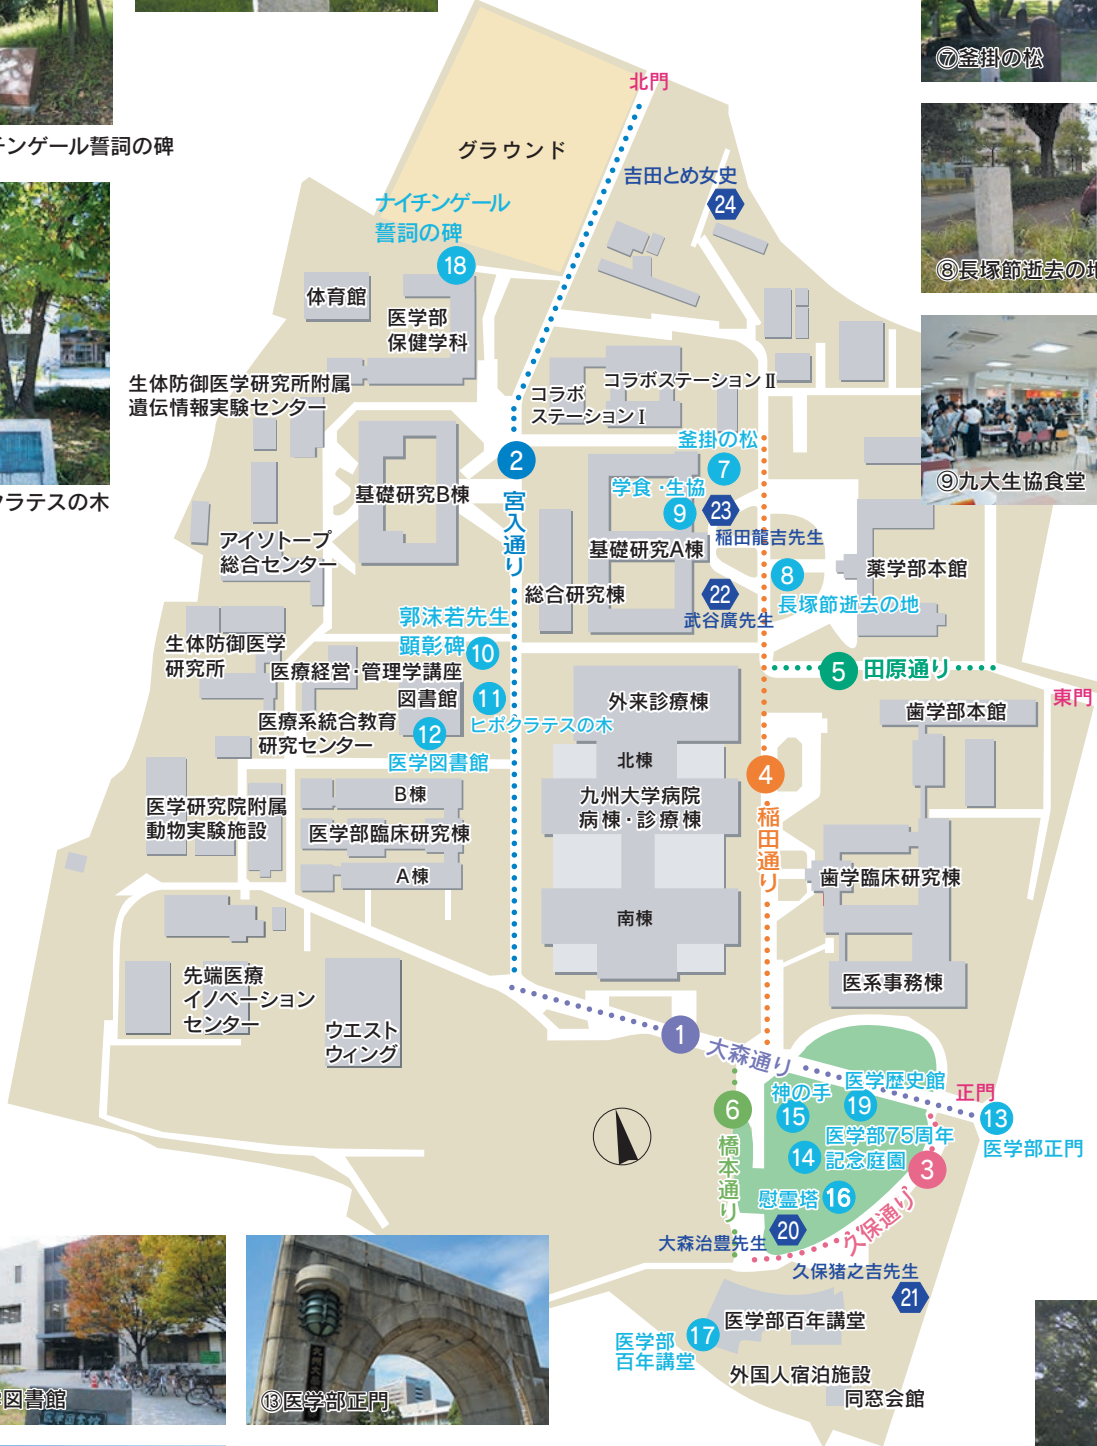 ⑦釜掛の松
チンゲール誓詞の碑
⑧長塚節逝去の地
⑨九大生協食堂
クラテスの木
北門
グラウンド
吉田とめ女史
24
ナイチンゲール
誓詞の碑
18
体育館
医学部
保健学科
生体防御医学研究所附属
遺伝情報実験センター
コラボ
ステーションⅠ
コラボステーションⅡ
2
宮入通り
釜掛の松
7
学食・生協
9
23
稲田龍吉先生
基礎研究B棟
基礎研究A棟
アイソトープ
総合センター
総合研究棟
22
武谷廣先生
8
長塚節逝去の地
薬学部本館
郭沫若先生
顕彰碑
10
生体防御医学
研究所
医療経営・管理学講座
図書館
11
ヒポクラテスの木
医療系統合教育
研究センター
12
医学図書館
5
田原通り
東門
外来診療棟
歯学部本館
北棟
九州大学病院
病棟・診療棟
南棟
4
稲田通り
医学研究院附属
動物実験施設
B棟
医学部臨床研究棟
A棟
歯学臨床研究棟
医系事務棟
先端医療
イノベーション
センター
ウエスト
ウィング
1
大森通り
6
橋本通り
神の手
15
医学歴史館
19
正門
13
医学部正門
医学部75周年
14
記念庭園
3
久保通り
慰霊塔
16
大森治豊先生
20
久保猪之吉先生
21
医学部百年講堂
17
医学部
百年講堂
外国人宿泊施設
同窓会館
図書館
医学図書館
⑬医学部正門